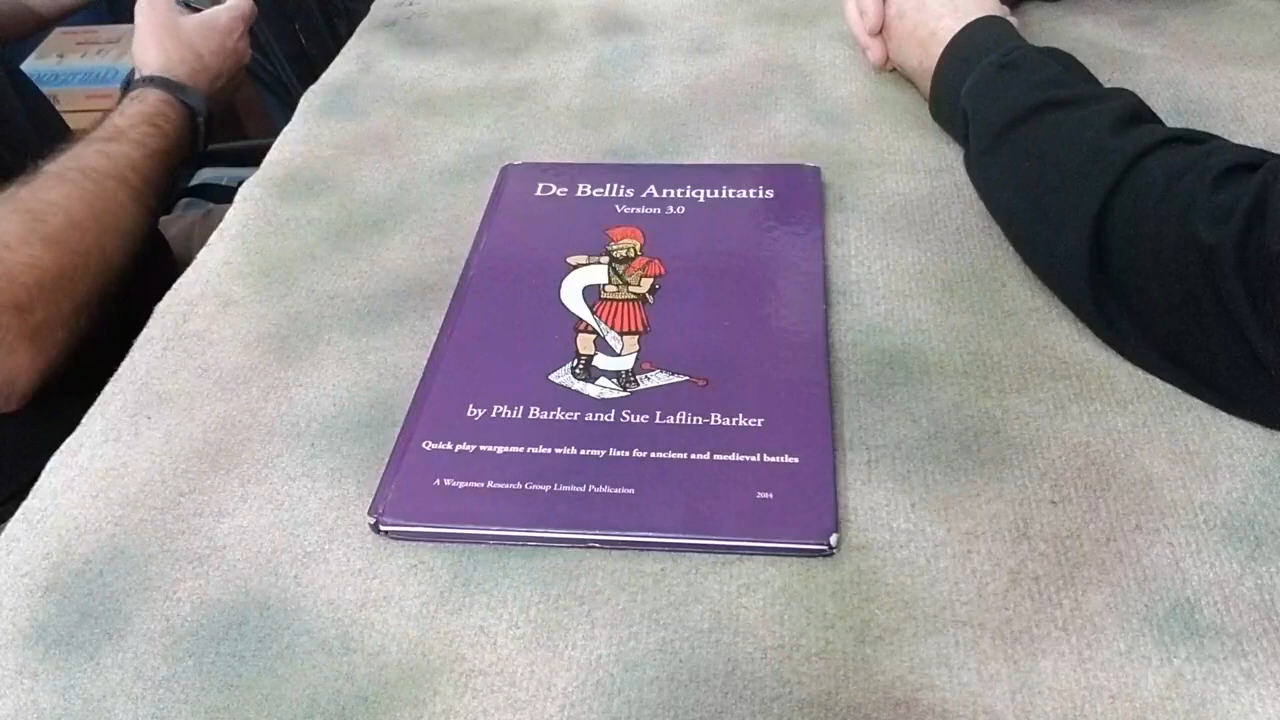 De Bellis Antiquitatis
Version 3.0
by Phil Barker and Sue Laflin-Barker
Quick play wargame rules with army lists for ancient and medieval battles
A Wargames Research Group Limited Publication
2014